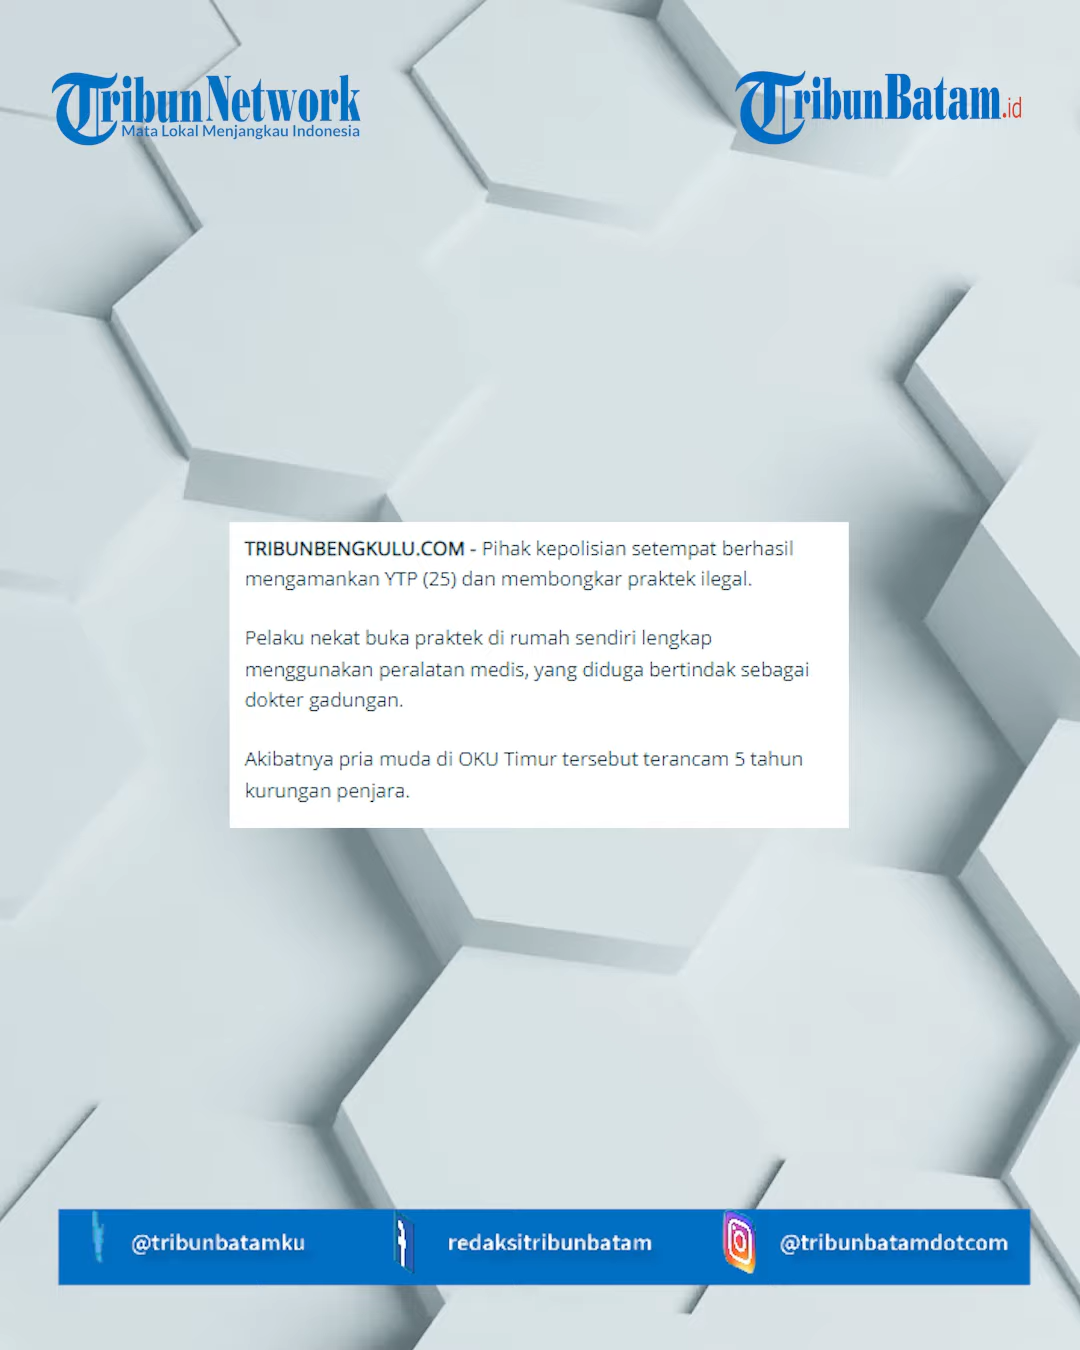 Tribun Network
Mata Lokal Menjangkau Indonesia
TribunBatam.id
TRIBUNBENGKULU.COM - Pihak kepolisian setempat berhasil
mengamankan YTP (25) dan membongkar praktek ilegal.
Pelaku nekat buka praktek di rumah sendiri lengkap
menggunakan peralatan medis, yang diduga bertindak sebagai
dokter gadungan.
Akibatnya pria muda di OKU Timur tersebut terancam 5 tahun
kurungan penjara.
@tribunbatamku
redaksitribunbatam
@tribunbatamdotcom